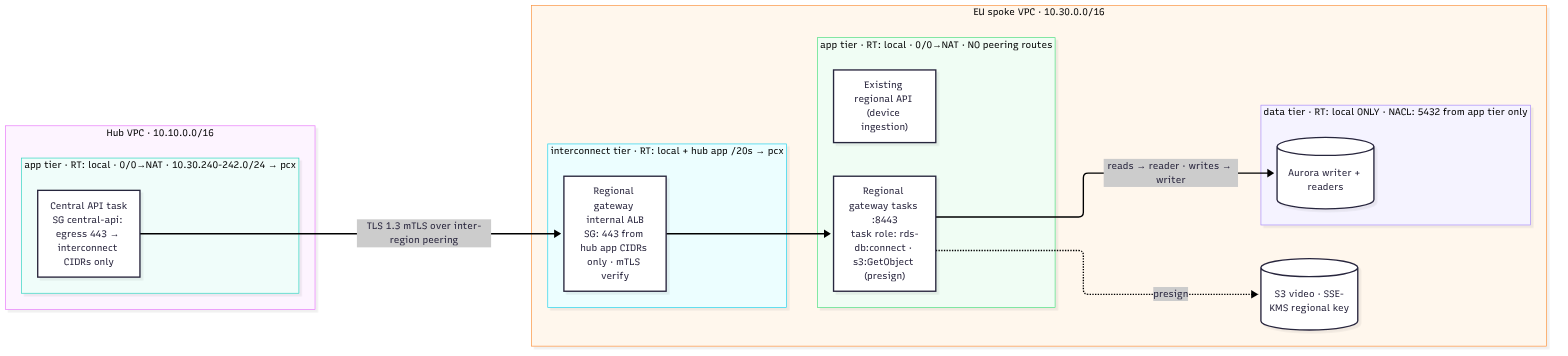 EU spoke VPC · 10.30.0.0/16
Hub VPC · 10.10.0.0/16
app tier · RT: local · 0/0→NAT · 10.30.240-242.0/24 → pcx
Central API task
SG central-api:
egress 443 →
interconnect
CIDRs only
TLS 1.3 mTLS over inter-
region peering
interconnect tier · RT: local + hub app /20s → pcx
Regional
gateway
internal ALB
SG: 443 from
hub app CIDRs
only · mTLS
verify
app tier · RT: local · 0/0→NAT · NO peering routes
Existing
regional API
(device
ingestion)
Regional
gateway tasks
:8443
task role: rds-
db:connect ·
s3:GetObject
(presign)
reads → reader · writes →
writer
presign
data tier · RT: local ONLY · NACL: 5432 from app tier only
Aurora writer +
readers
S3 video · SSE-
KMS regional key